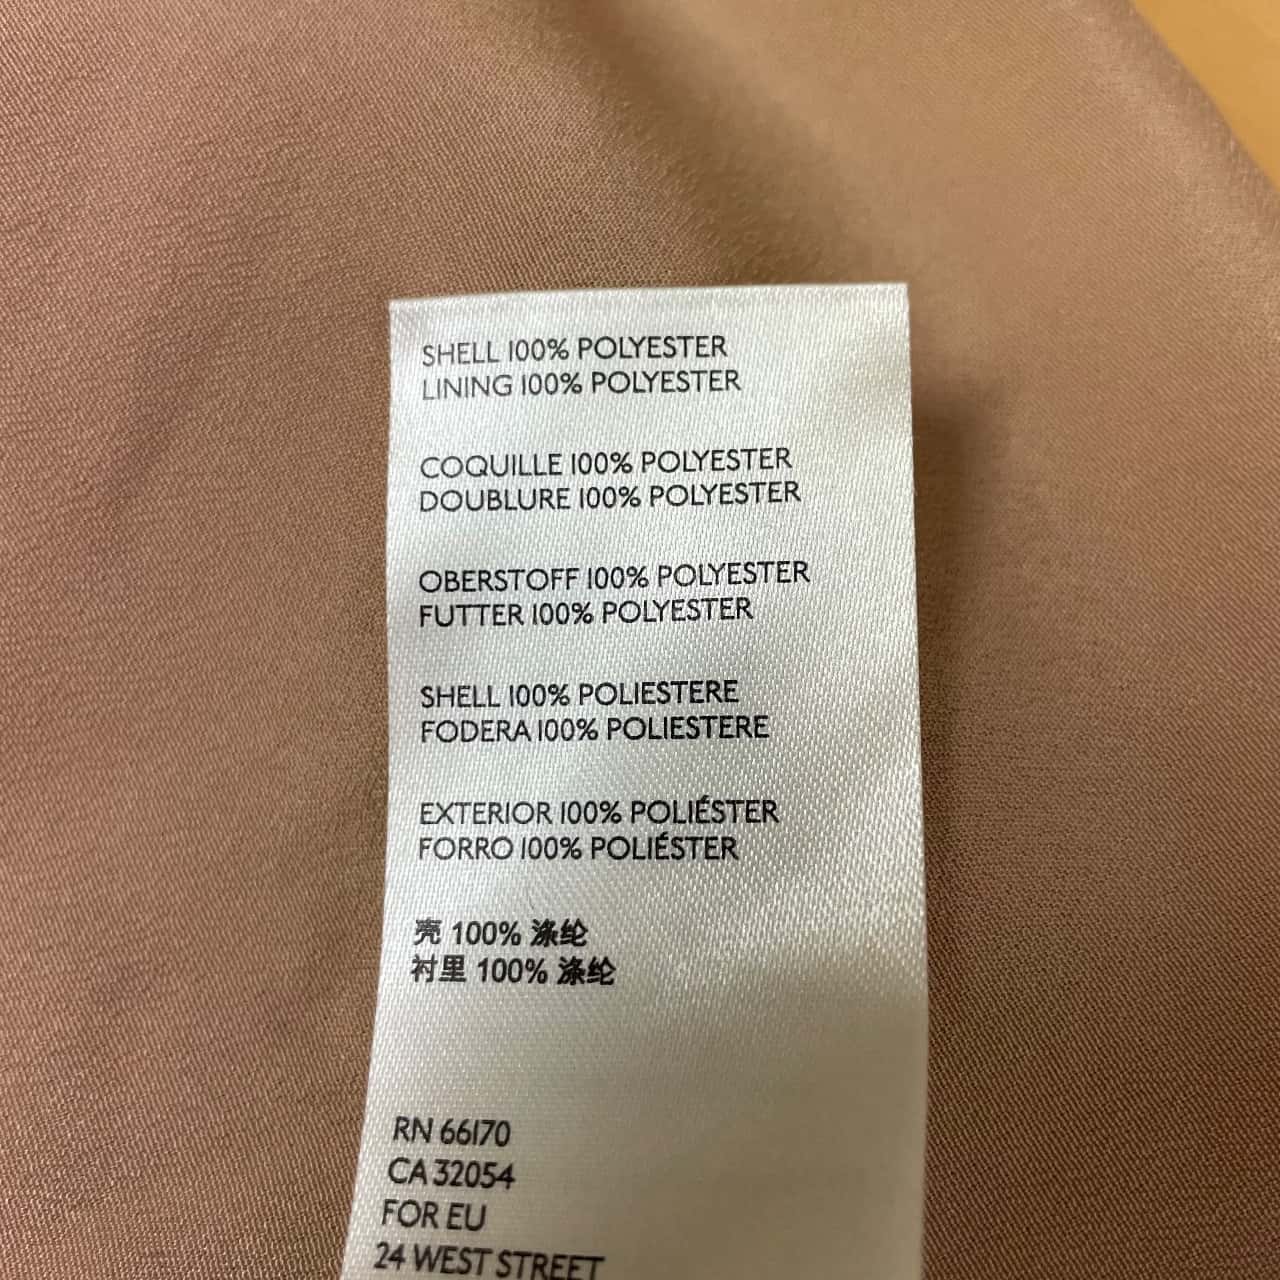 SHELL 100% POLYESTER
LINING 100% POLYESTER
COQUILLE 100% POLYESTER
DOUBLURE 100% POLYESTER
OBERSTOFF 100% POLYESTER
FUTTER 100% POLYESTER
SHELL 100% POLIESTERE
FODERA 100% POLIESTERE
EXTERIOR 100% POLIÉSTER
FORRO 100% POLIÉSTER
壳 100% 涤纶
衬里 100% 涤纶
RN 66170
CA 32054
FOR EU
24 WEST STREET